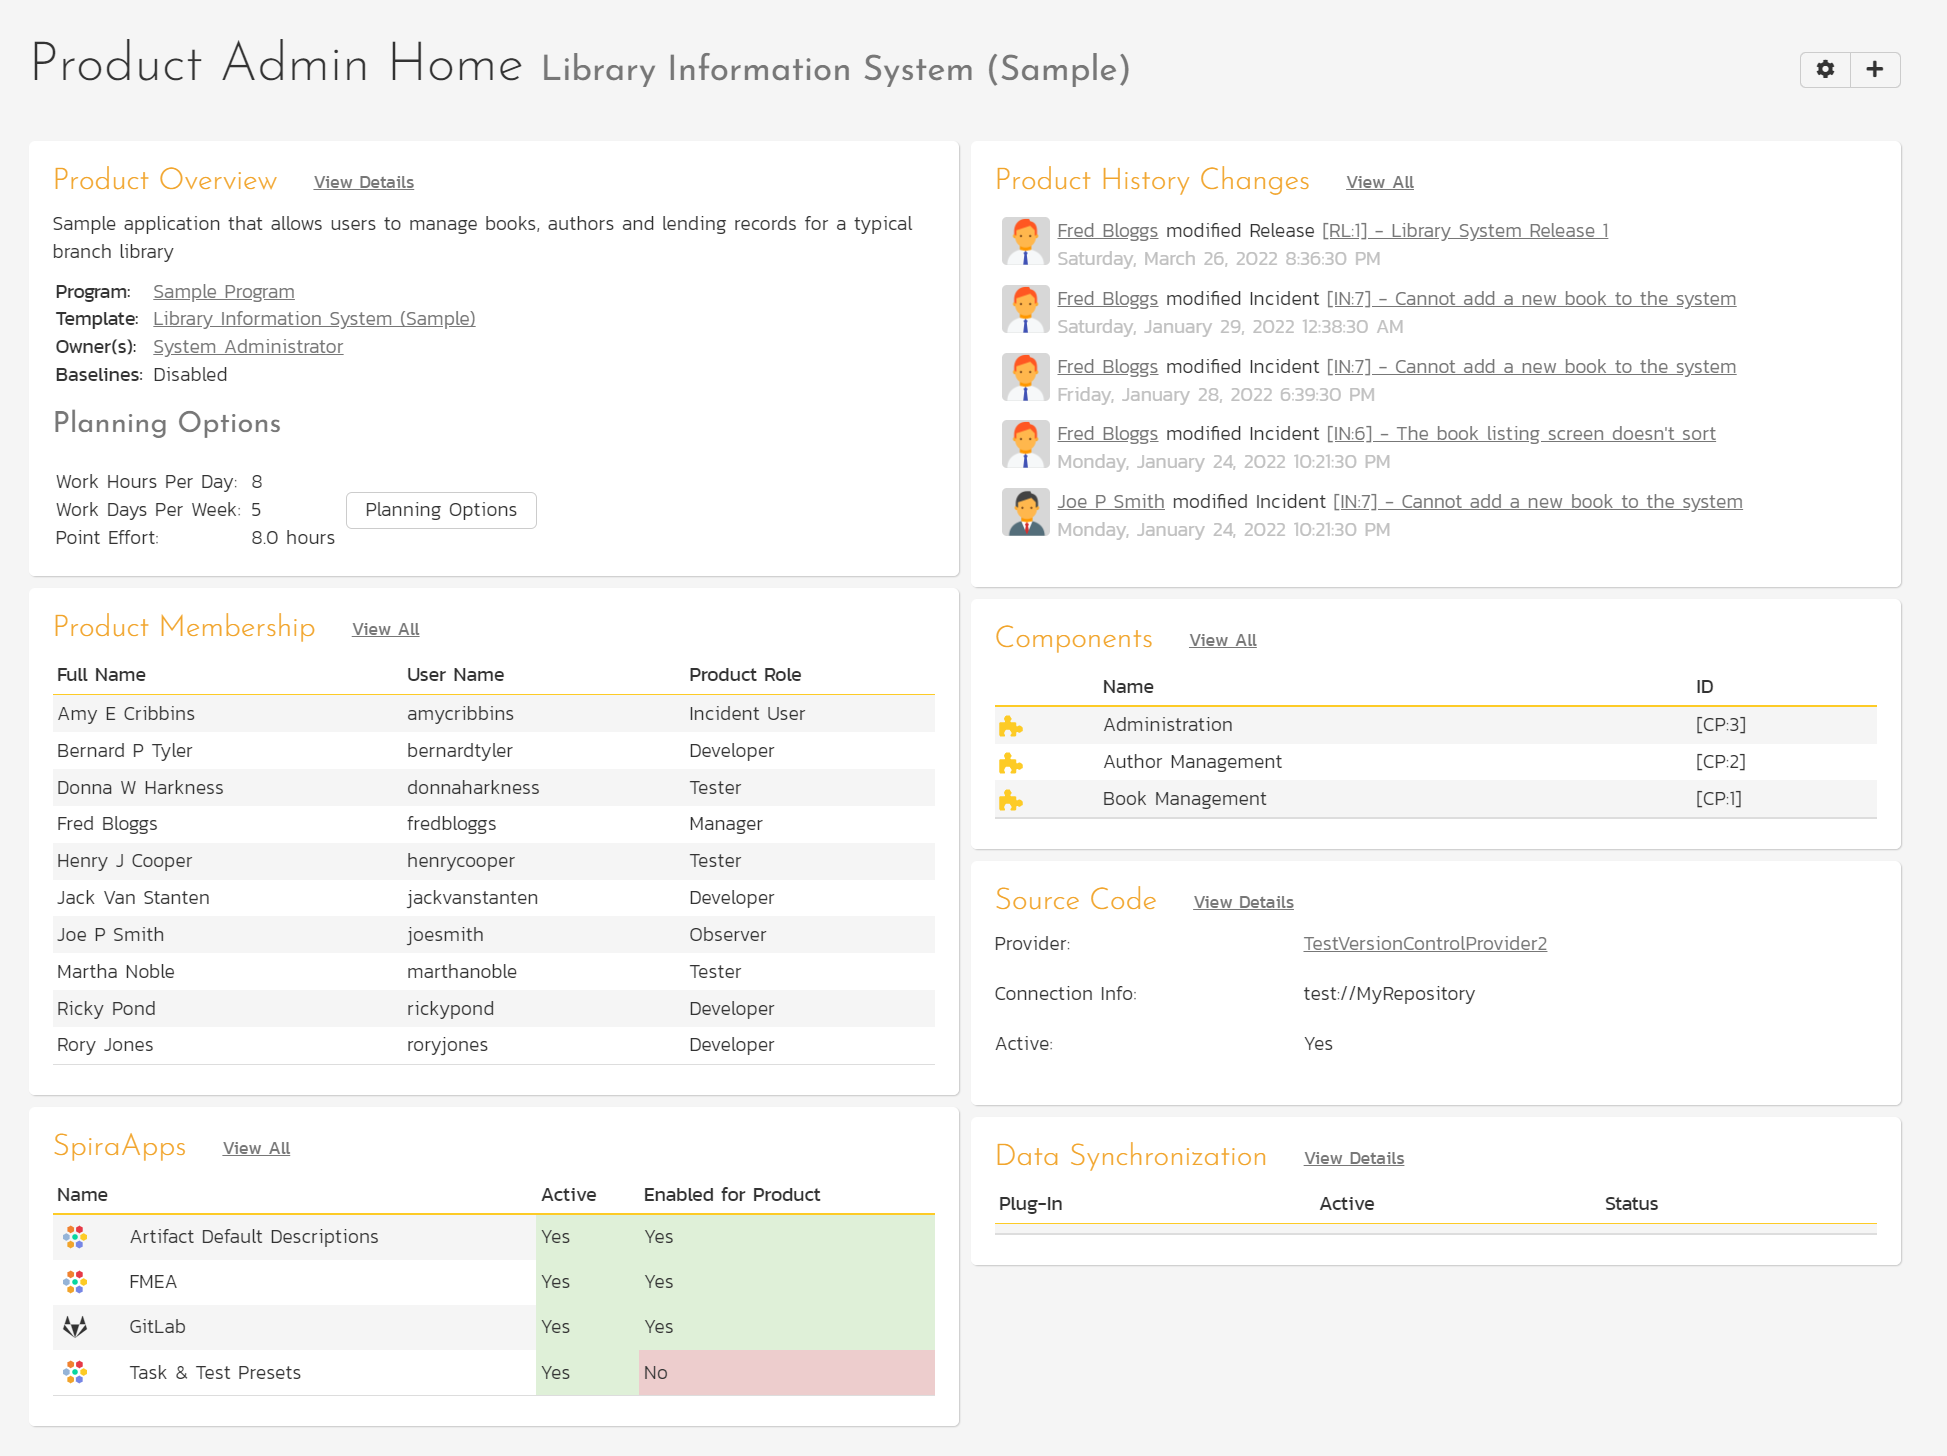 Product Admin Home Library Information System (Sample)
Product Overview View Details
Sample application that allows users to manage books, authors and lending records for a typical
branch library
Program: Sample Program
Template: Library Information System (Sample)
Owner(s): System Administrator
Baselines: Disabled
Planning Options
Work Hours Per Day: 8
Work Days Per Week: 5
Point Effort: 8.0 hours
Planning Options
Product Membership View All
Full Name User Name Product Role
Amy E Cribbins amycribbins Incident User
Bernard P Tyler bernardtyler Developer
Donna W Harkness donnaharkness Tester
Fred Bloggs fredbloggs Manager
Henry J Cooper henrycooper Tester
Jack Van Stanten jackvanstanten Developer
Joe P Smith joesmith Observer
Martha Noble marthanoble Tester
Ricky Pond rickypond Developer
Rory Jones roryjones Developer
SpiraApps View All
Name Active Enabled for Product
Artifact Default Descriptions Yes Yes
FMEA Yes Yes
GitLab Yes Yes
Task & Test Presets Yes No
Product History Changes View All
Fred Bloggs modified Release [RL:1] - Library System Release 1
Saturday, March 26, 2022 8:36:30 PM
Fred Bloggs modified Incident [IN:7] - Cannot add a new book to the system
Saturday, January 29, 2022 12:38:30 AM
Fred Bloggs modified Incident [IN:7] - Cannot add a new book to the system
Friday, January 28, 2022 6:39:30 PM
Fred Bloggs modified Incident [IN:6] - The book listing screen doesn't sort
Monday, January 24, 2022 10:21:30 PM
Joe P Smith modified Incident [IN:7] - Cannot add a new book to the system
Monday, January 24, 2022 10:21:30 PM
Components View All
Name ID
Administration [CP:3]
Author Management [CP:2]
Book Management [CP:1]
Source Code View Details
Provider: TestVersionControlProvider2
Connection Info: test://MyRepository
Active: Yes
Data Synchronization View Details
Plug-In Active Status